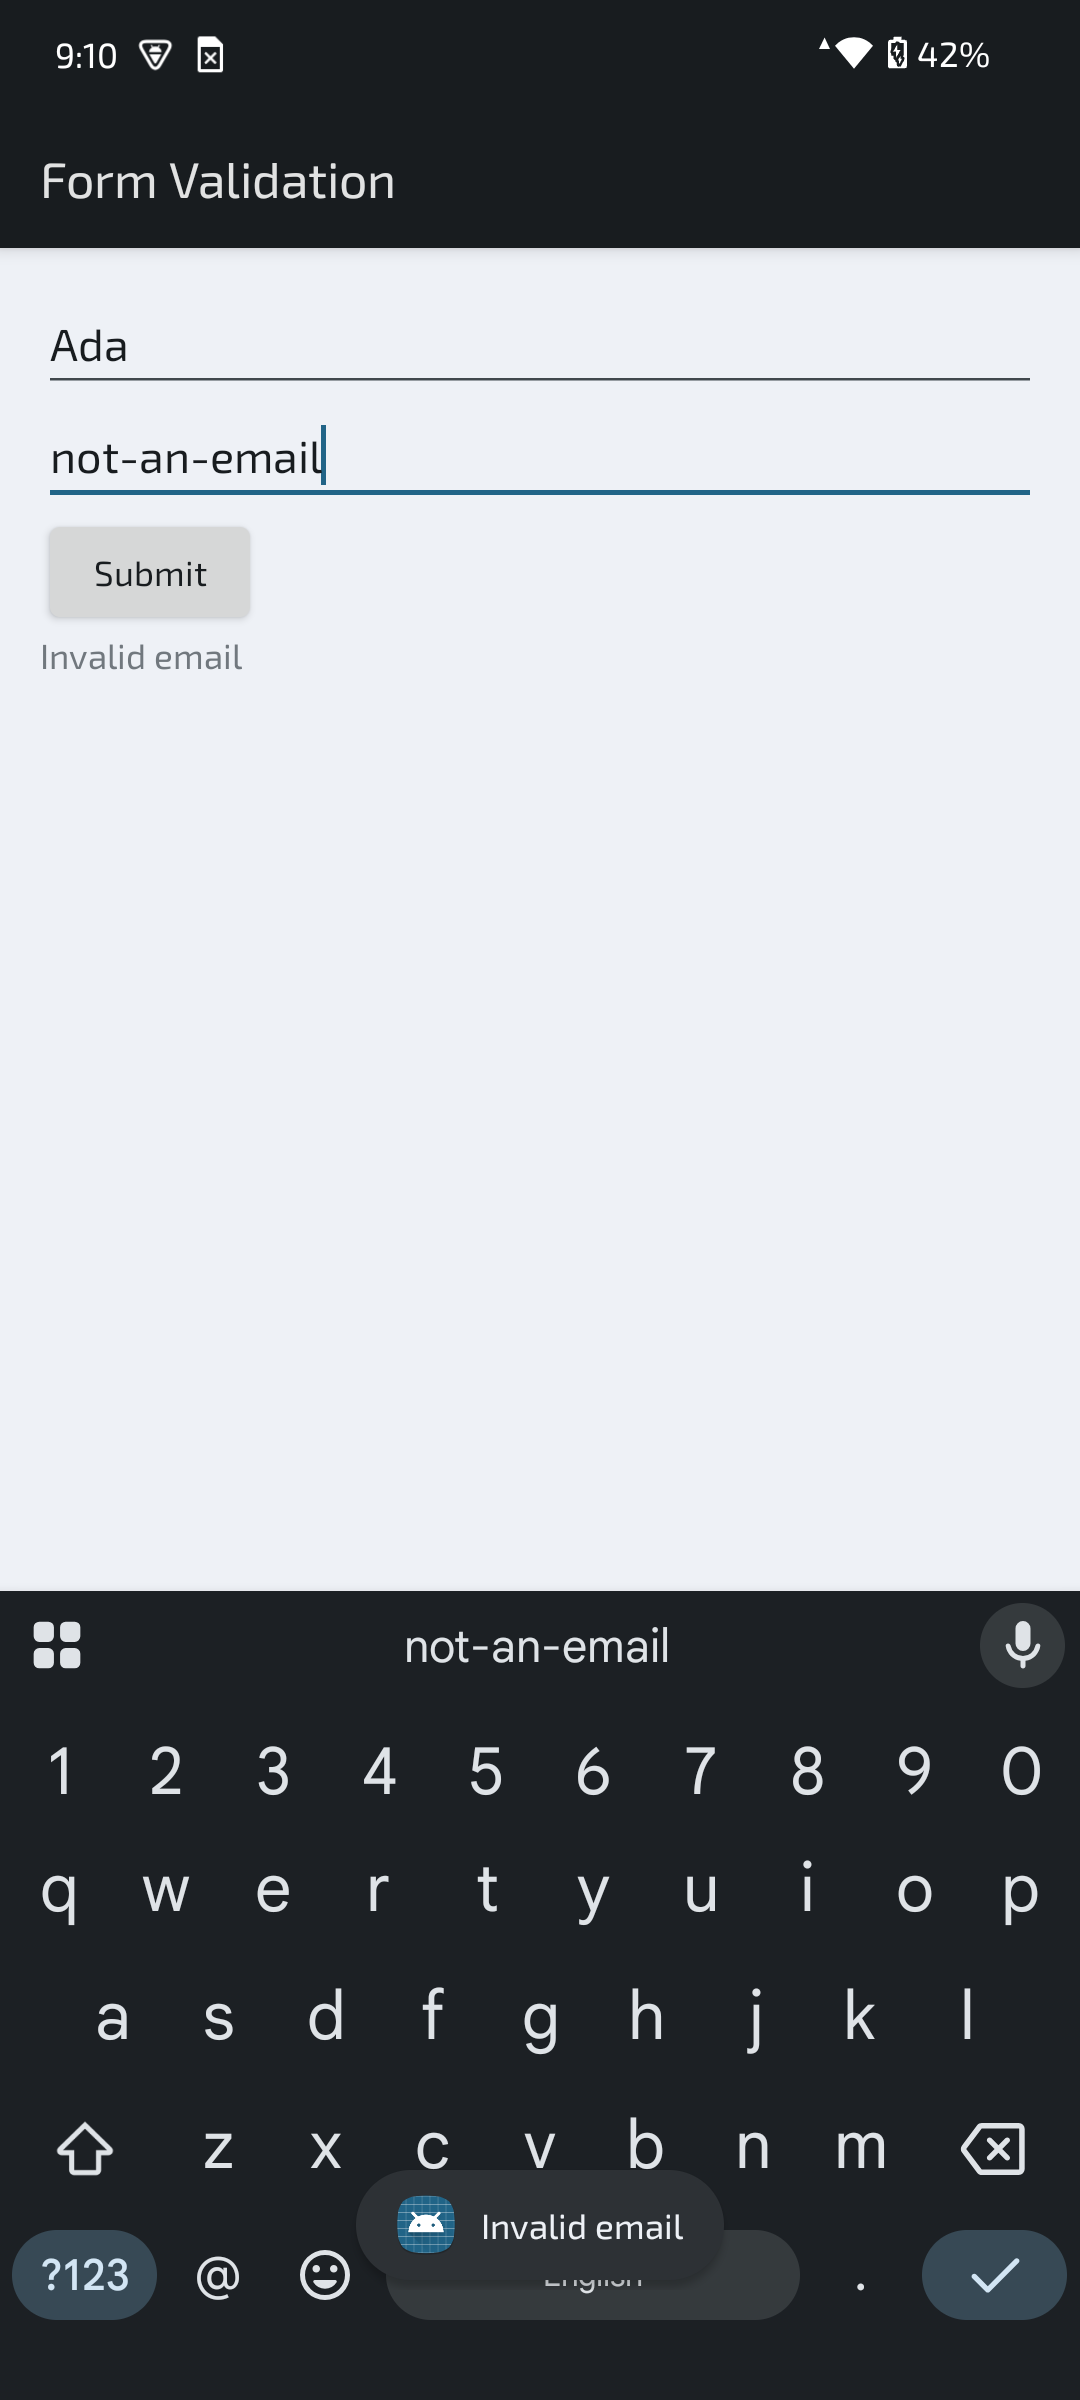 9:10 42%
Form Validation
Ada
not-an-email
Submit
Invalid email
not-an-email
1 2 3 4 5 6 7 8 9 0
q w e r t y u i o p
a s d f g h j k l
z x c v b n m
Invalid email
?123 @ English .